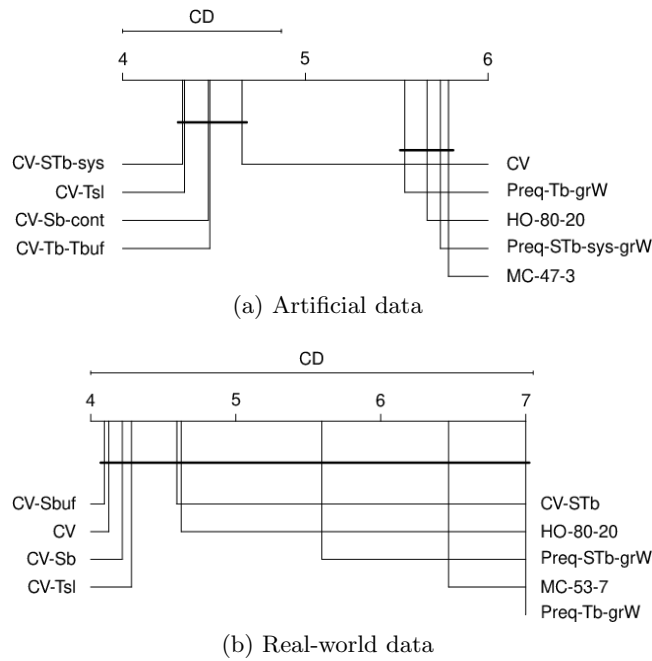 CD
4 5 6
CV-STb-sys CV
CV-Tsl Preq-Tb-grW
CV-Sb-cont HO-80-20
CV-Tb-Tbuf Preq-STb-sys-grW
MC-47-3
(a) Artificial data
CD
4 5 6 7
CV-Sbuf CV-STb
CV HO-80-20
CV-Sb Preq-STb-grW
CV-Tsl MC-53-7
Preq-Tb-grW
(b) Real-world data